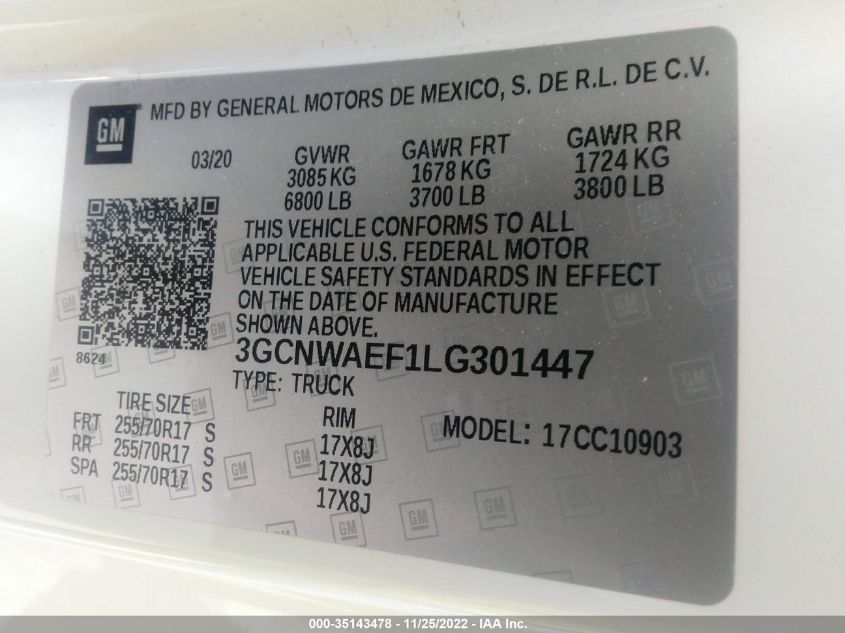 GM
MFD BY GENERAL MOTORS DE MEXICO, S. DE R.L. DE C.V.
03/20
GVWR GAWR FRT GAWR RR
3085 KG 1678 KG 1724 KG
6800 LB 3700 LB 3800 LB
THIS VEHICLE CONFORMS TO ALL
APPLICABLE U.S. FEDERAL MOTOR
VEHICLE SAFETY STANDARDS IN EFFECT
ON THE DATE OF MANUFACTURE
SHOWN ABOVE.
8624
3GCNWAEF1LG301447
TYPE: TRUCK
TIRE SIZE RIM
FRT 255/70R17 S 17X8J
RR 255/70R17 S 17X8J
SPA 255/70R17 S 17X8J
MODEL: 17CC10903
000-35143478 - 11/25/2022 - IAA Inc.